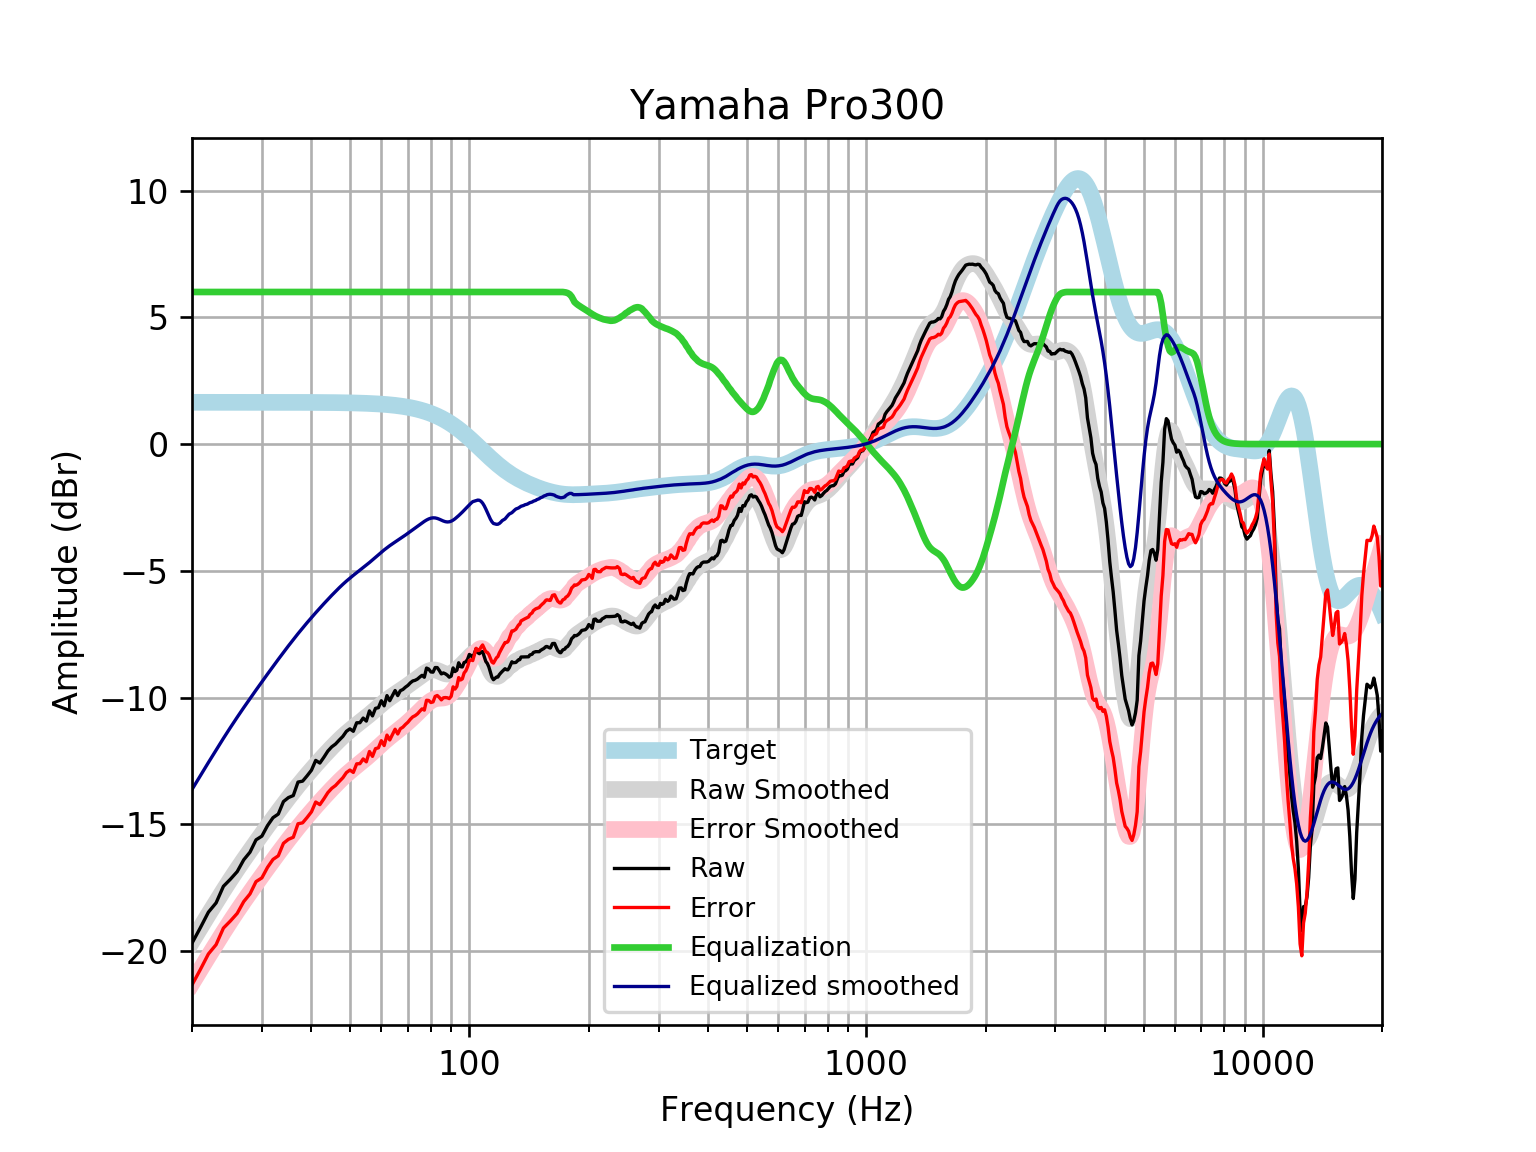 Yamaha Pro300
10
5
0
−5
−10
−15
−20
Amplitude (dBr)
Target
Raw Smoothed
Error Smoothed
Raw
Error
Equalization
Equalized smoothed
100 1000 10000
Frequency (Hz)